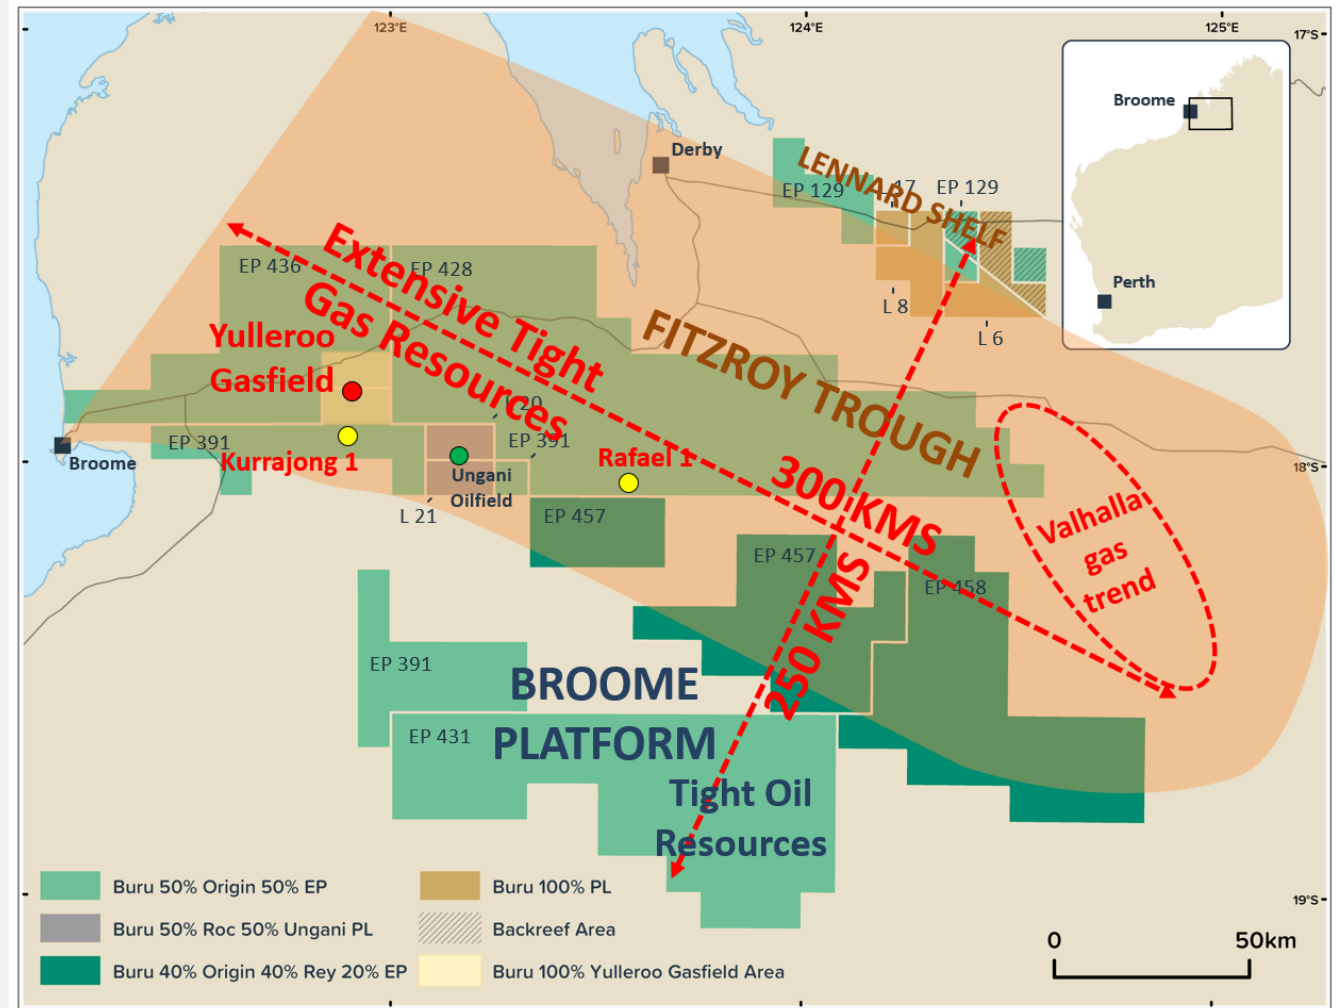 123°E
124°E
125°E
17°S
Broome
Perth
Derby
LENNARD SHELF
EP 129
L 17
EP 129
L 8
L 6
EP 436
EP 428
Extensive Tight
Gas Resources
Yulleroo
Gasfield
FITZROY TROUGH
L 20
EP 391
EP 391
Kurrajong 1
Rafael 1
Broome
Ungani
Oilfield
L 21
18°S
300 KMS
Valhalla
gas
trend
EP 457
EP 457
EP 458
250 KMS
EP 391
BROOME
PLATFORM
EP 431
Tight Oil
Resources
Buru 50% Origin 50% EP
Buru 50% Roc 50% Ungani PL
Buru 40% Origin 40% Rey 20% EP
Buru 100% PL
Backreef Area
Buru 100% Yulleroo Gasfield Area
19°S
0 50km